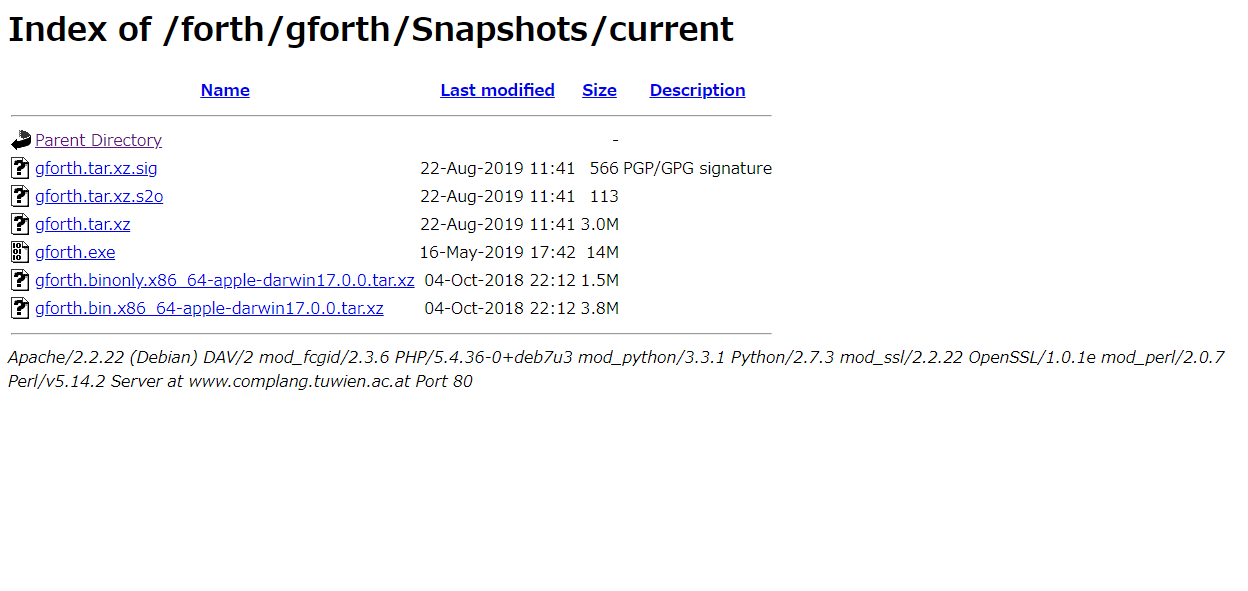 Index of /forth/gforth/Snapshots/current
Name Last modified Size Description
Parent Directory -
gforth.tar.xz.sig 22-Aug-2019 11:41 566 PGP/GPG signature
gforth.tar.xz.s2o 22-Aug-2019 11:41 113
gforth.tar.xz 22-Aug-2019 11:41 3.0M
gforth.exe 16-May-2019 17:42 14M
gforth.binonly.x86_64-apple-darwin17.0.0.tar.xz 04-Oct-2018 22:12 1.5M
gforth.bin.x86_64-apple-darwin17.0.0.tar.xz 04-Oct-2018 22:12 3.8M
Apache/2.2.22 (Debian) DAV/2 mod_fcgid/2.3.6 PHP/5.4.36-0+deb7u3 mod_python/3.3.1 Python/2.7.3 mod_ssl/2.2.22 OpenSSL/1.0.1e mod_perl/2.0.7
Perl/v5.14.2 Server at www.complang.tuwien.ac.at Port 80